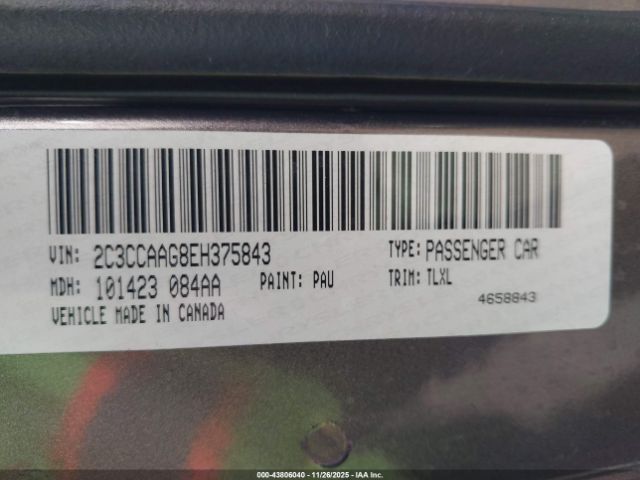 VIN: 2C3CCAAG8EH375843 TYPE: PASSENGER CAR
MDH: 101423 084AA PAINT: PAU TRIM: TLXL
4658843
VEHICLE MADE IN CANADA
000-43806040 - 11/26/2025 - IAA Inc.